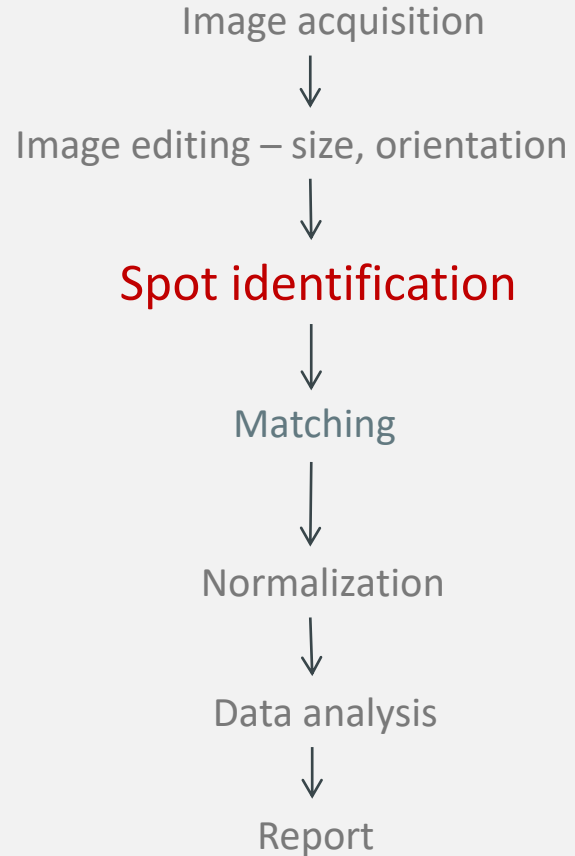 Image acquisition
Image editing – size, orientation
Spot identification
Matching
Normalization
Data analysis
Report